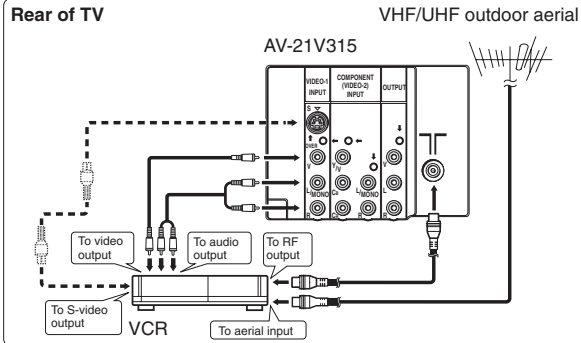 Rear of TV
VHF/UHF outdoor aerial
AV-21V315
VIDEO-1
INPUT
COMPONENT
(VIDEO-2)
INPUT
OUTPUT
S
OVER
V
Y/V
V
L/MONO
CB
L/MONO
L
R
CR
R
R
To video
output
To audio
output
To RF
output
To S-video
output
VCR
To aerial input